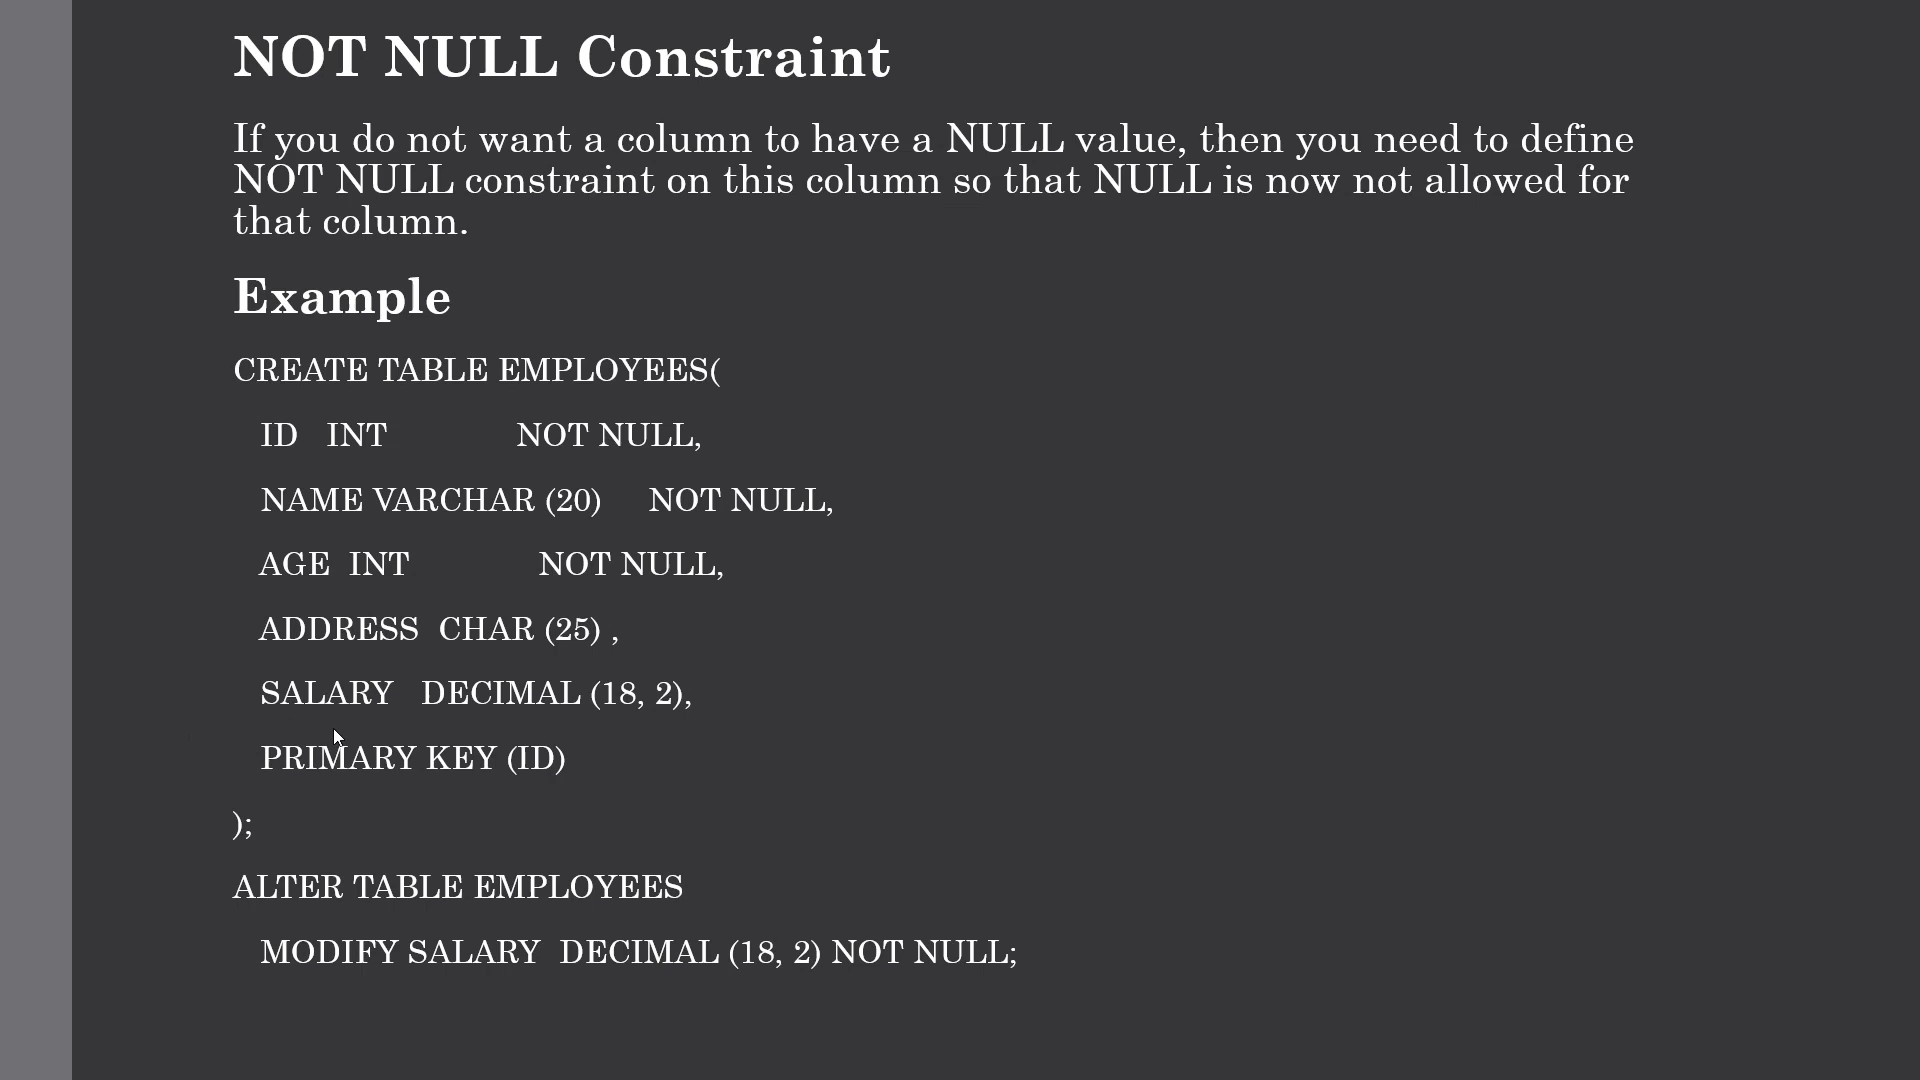 NOT NULL Constraint
If you do not want a column to have a NULL value, then you need to define
NOT NULL constraint on this column so that NULL is now not allowed for
that column.
Example
CREATE TABLE EMPLOYEES(
ID INT NOT NULL,
NAME VARCHAR (20) NOT NULL,
AGE INT NOT NULL,
ADDRESS CHAR (25) ,
SALARY DECIMAL (18, 2),
PRIMARY KEY (ID)
);
ALTER TABLE EMPLOYEES
MODIFY SALARY DECIMAL (18, 2) NOT NULL;